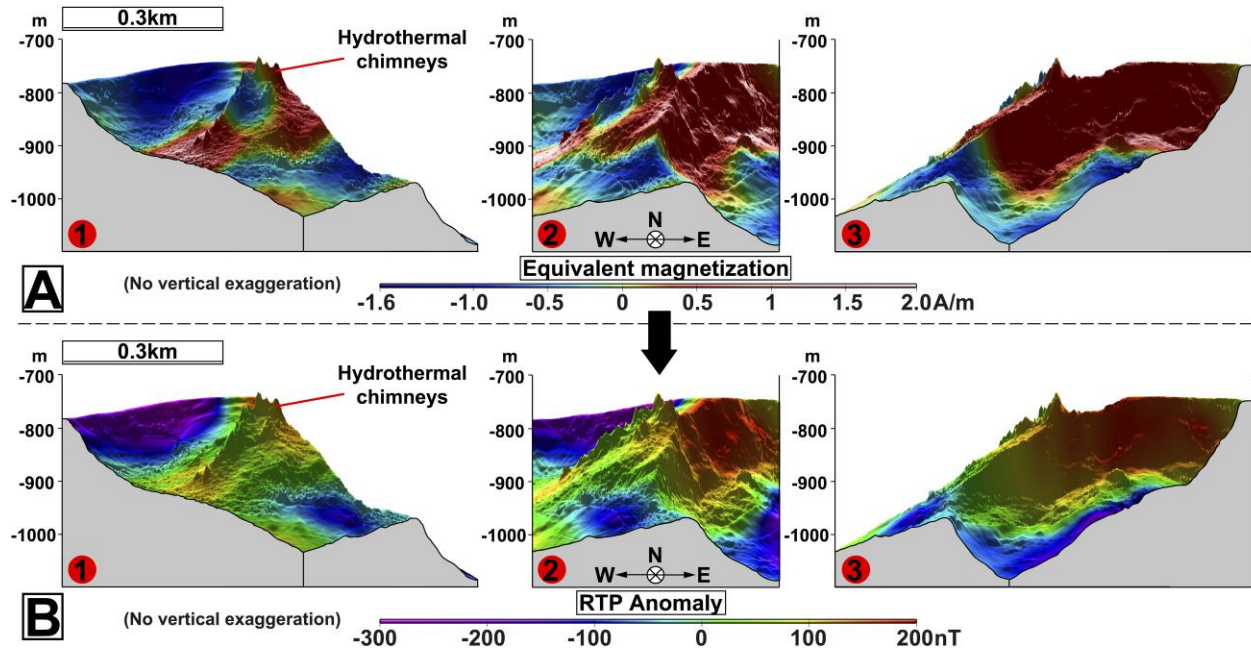 0.3km
m
-700
-800
-900
-1000
Hydrothermal
chimneys
1
m
-700
-800
-900
-1000
N
W E
2
m
-700
-800
-900
-1000
3
A
(No vertical exaggeration)
Equivalent magnetization
-1.6 -1.0 -0.5 0 0.5 1 1.5 2.0A/m
0.3km
m
-700
-800
-900
-1000
Hydrothermal
chimneys
1
m
-700
-800
-900
-1000
N
W E
2
m
-700
-800
-900
-1000
3
B
(No vertical exaggeration)
RTP Anomaly
-300 -200 -100 0 100 200nT